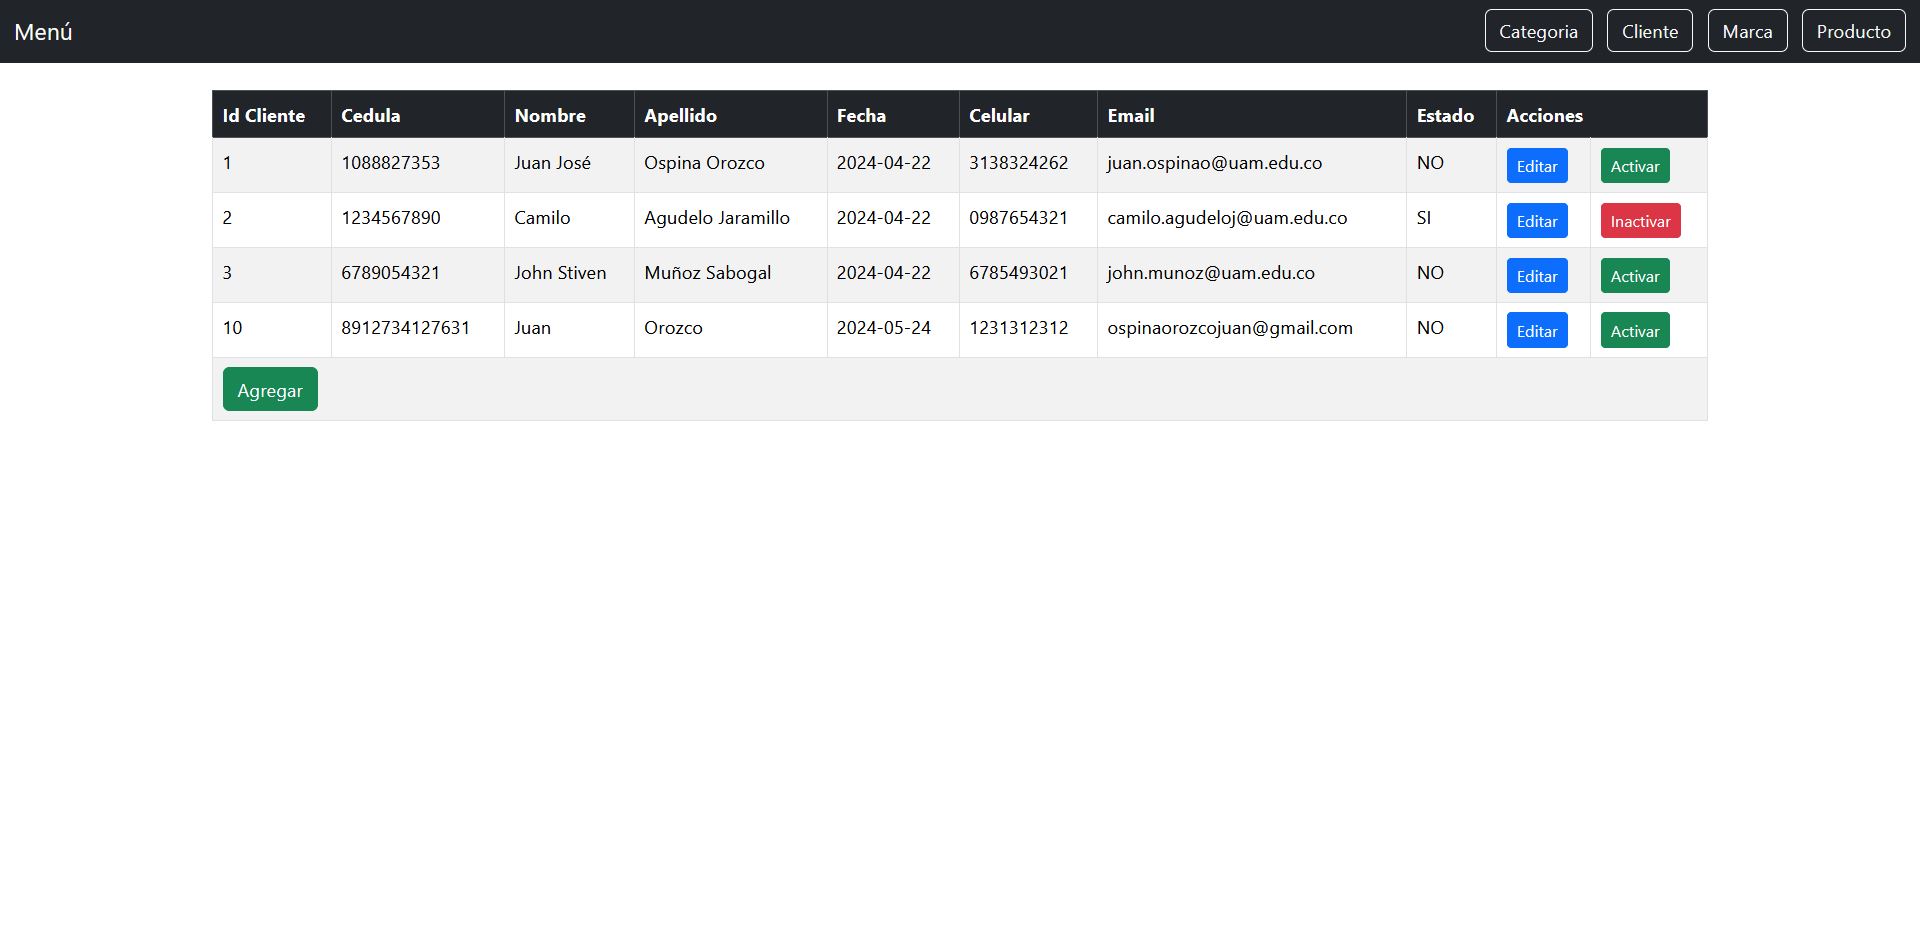 Menú Categoria Cliente Marca Producto
Id Cliente Cedula Nombre Apellido Fecha Celular Email Estado Acciones
1 1088827353 Juan José Ospina Orozco 2024-04-22 3138324262 juan.ospinao@uam.edu.co NO Editar Activar
2 1234567890 Camilo Agudelo Jaramillo 2024-04-22 0987654321 camilo.agudeloj@uam.edu.co SI Editar Inactivar
3 6789054321 John Stiven Muñoz Sabogal 2024-04-22 6785493021 john.munoz@uam.edu.co NO Editar Activar
10 8912734127631 Juan Orozco 2024-05-24 1231312312 ospinaorozcojuan@gmail.com NO Editar Activar
Agregar